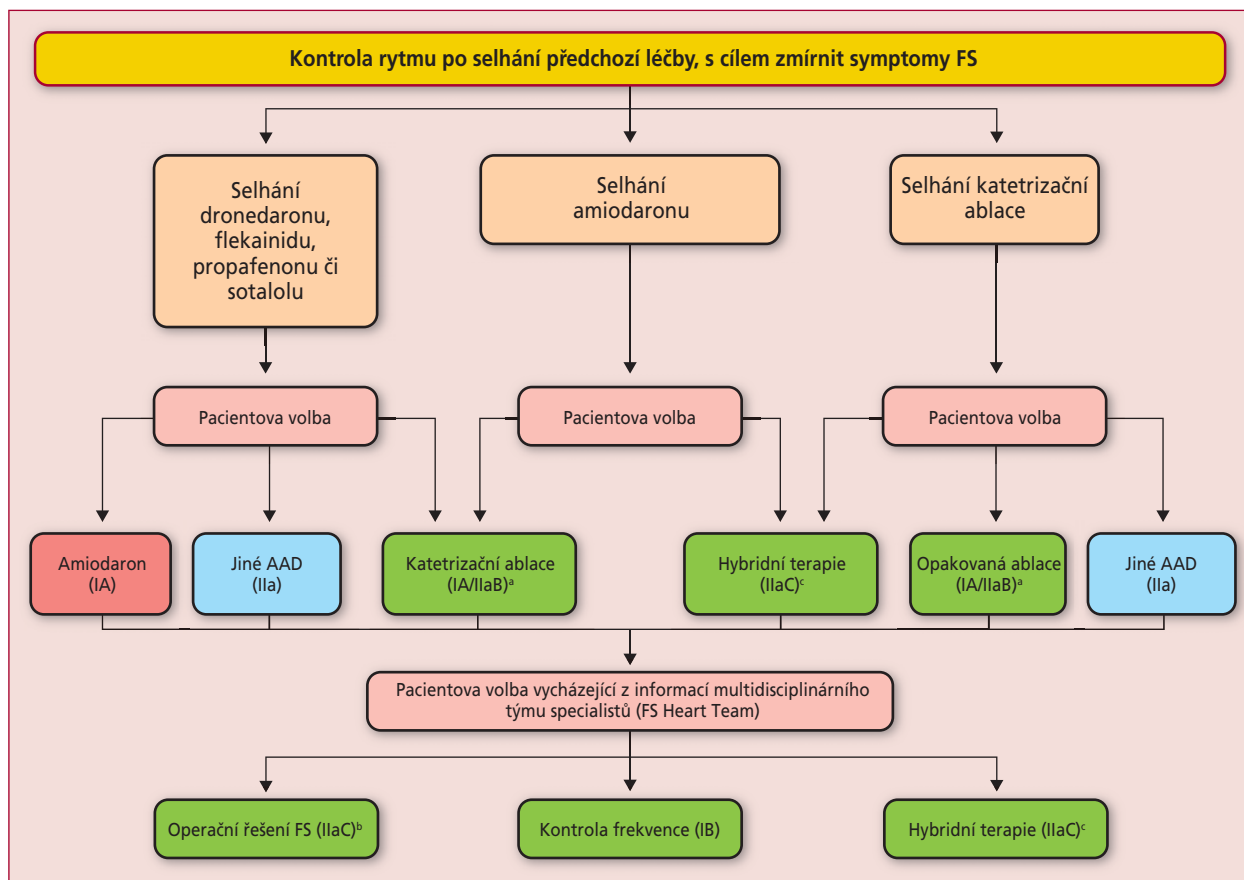 Kontrola rytmu po selhání předchozí léčby, s cílem zmírnit symptomy FS
Selhání
dronedaronu,
flekainidu,
propafenonu či
sotalolu
Selhání
amiodaronu
Selhání katetrizační
ablace
Pacientova volba
Pacientova volba
Pacientova volba
Amiodaron
(IA)
Jiné AAD
(IIa)
Katetrizační ablace
(IA/IIaB)ᵃ
Hybridní terapie
(IIaC)ᶜ
Opakovaná ablace
(IA/IIaB)ᵃ
Jiné AAD
(IIa)
Pacientova volba vycházející z informací multidisciplinárního
týmu specialistů (FS Heart Team)
Operační řešení FS (IIaC)ᵇ
Kontrola frekvence (IB)
Hybridní terapie (IIaC)ᶜ